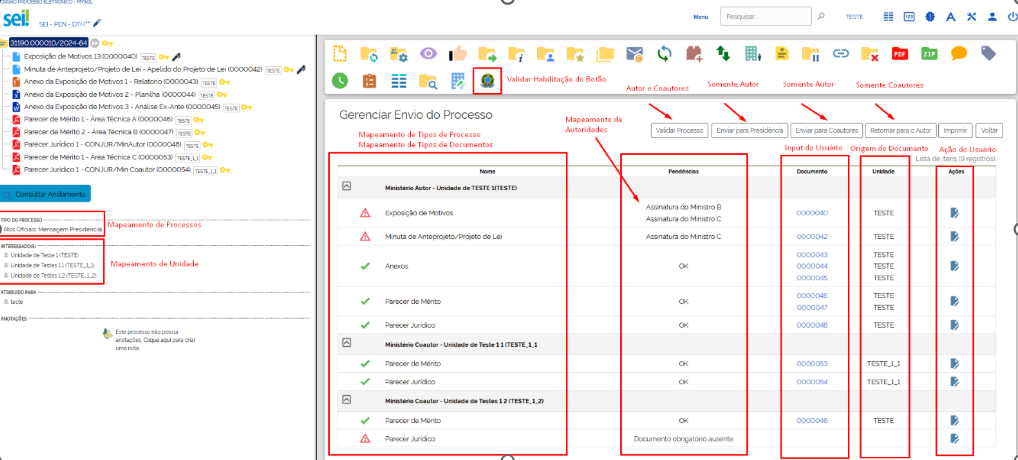 ÓRGÃO PROCESSO ELETRÔNICO - MYSQL
sei!
SEI - PEN - DTH**
Menu
Pesquisar...
TESTE
31190.000010/2024-64
Exposição de Motivos 13 (0000040) TESTE
Minuta de Anteprojeto/Projeto de Lei - Apelido do Projeto de Lei (0000042) TESTE
Anexo da Exposição de Motivos 1 - Relatorio (0000043) TESTE
Anexo da Exposição de Motivos 2 - Planilha (0000044) TESTE
Anexo da Exposição de Motivos 3 - Análise Ex-Ante (0000045) TESTE
Parecer de Mérito 1 - Área Técnica A (0000046) TESTE
Parecer de Mérito 2 - Área Técnica B (0000047) TESTE
Parecer Jurídico 1 - CONJUR/MinAutor (0000048) TESTE
Parecer de Mérito 1 - Área Técnica C (0000053) TESTE_1_1
Parecer Jurídico 1 - CONJUR/Min Coautor (0000054) TESTE_1_1
Consultar Andamento
TIPO DO PROCESSO
Atos Oficiais: Mensagem Presidencial
Mapeamento de Processos
INTERESSADO(S)
Unidade de Teste 1 (TESTE)
Unidade de Testes 1.1 (TESTE_1_1)
Unidade de Testes 1.2 (TESTE_1_2)
Mapeamento de Unidade
ATRIBUÍDO PARA
teste
ANOTAÇÕES
Este processo não possui
anotações. Clique aqui para criar
uma nota.
PDF
ZIP
Validar Habilitação do Botão
Autor e Coautores
Somente Autor
Somente Autor
Somente Coautores
Gerenciar Envio do Processo
Mapeamento de Tipos de Processo
Mapeamento de Tipos de Documentos
Mapeamento de
Autoridades
Validar Processo
Enviar para Presidência
Enviar para Coautores
Retornar para o Autor
Imprimir
Voltar
Input do Usuário
Origem do Documento
Ação do Usuário
Lista de Itens (9 registros)
Nome
Pendências
Documento
Unidade
Ações
Ministério Autor - Unidade de TESTE 1(TESTE)
Exposição de Motivos
Assinatura do Ministro B
Assinatura do Ministro C
0000040
TESTE
Minuta de Anteprojeto/Projeto de Lei
Assinatura do Ministro C
0000042
TESTE
Anexos
OK
0000043
0000044
0000045
TESTE
TESTE
TESTE
Parecer de Mérito
OK
0000046
0000047
TESTE
TESTE
Parecer Jurídico
OK
0000048
TESTE
Ministério Coautor - Unidade de Teste 1 1 (TESTE_1_1
Parecer de Mérito
OK
0000053
TESTE_1_1
Parecer Jurídico
OK
0000054
TESTE_1_1
Ministério Coautor - Unidade de Testes 1 2 (TESTE_1_2)
Parecer de Mérito
OK
0000046
TESTE
Parecer Jurídico
Documento obrigatório ausente